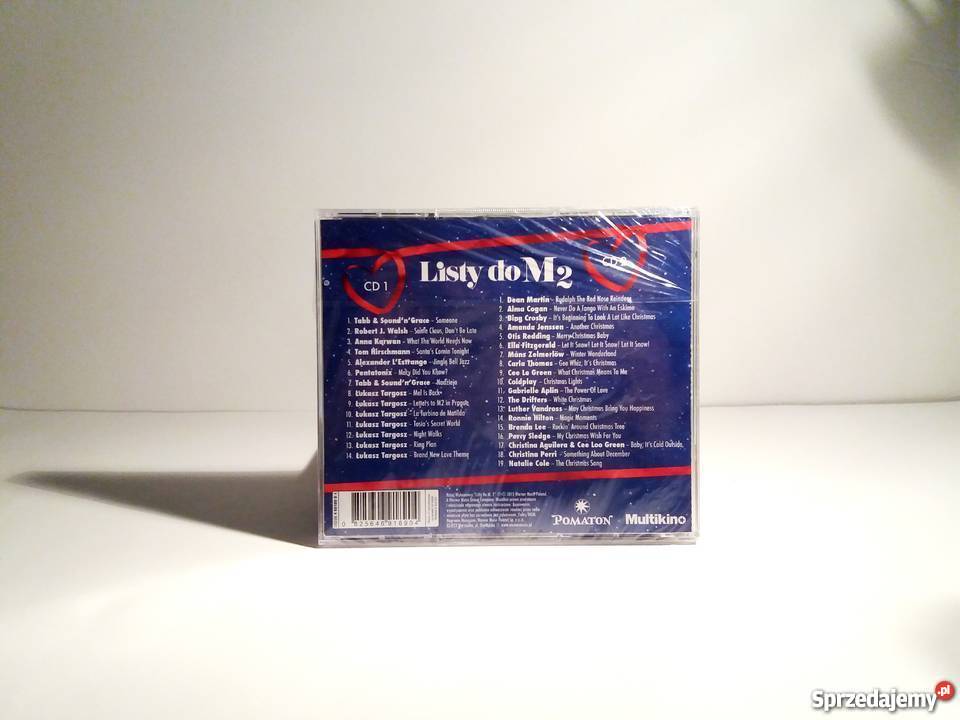 Listy do M2
CD 1
1. Tabb & Sound'n'Grace - Someone
2. Robert J. Walsh - Santa Claus, Don't Be Late
3. Anna Karwan - What The World Needs Now
4. Tom Hirschmann - Santa's Comin Tonight
5. Alexander L'Estrange - Jingle Bell Jazz
6. Pentatonix - Mary Did You Know?
7. Tabb & Sound'n'Grace - Nadzieja
8. Łukasz Targosz - Mel Is Back
9. Łukasz Targosz - Letters to M2 in Prague
10. Łukasz Targosz - La Turbina de Matilda
11. Łukasz Targosz - Tosia's Secret World
12. Łukasz Targosz - Night Walks
13. Łukasz Targosz - Ring Plan
14. Łukasz Targosz - Brand New Love Theme
CD 2
1. Dean Martin - Rudolph The Red Nose Reindeer
2. Alma Cogan - Never Do A Tango With An Eskimo
3. Bing Crosby - It's Beginning To Look A Lot Like Christmas
4. Amanda Jenssen - Another Christmas
5. Otis Redding - Merry Christmas Baby
6. Ella Fitzgerald - Let It Snow! Let It Snow! Let It Snow!
7. Måns Zelmerlöw - Winter Wonderland
8. Carla Thomas - Gee Whiz, It's Christmas
9. Cee Lo Green - What Christmas Means To Me
10. Coldplay - Christmas Lights
11. Gabrielle Aplin - The Power Of Love
12. The Drifters - White Christmas
13. Luther Vandross - May Christmas Bring You Happiness
14. Ronnie Hilton - Magic Moments
15. Brenda Lee - Rockin' Around Christmas Tree
16. Percy Sledge - My Christmas Wish For You
17. Christina Aguilera & Cee Loo Green - Baby, It's Cold Outside
18. Christina Perri - Something About December
19. Natalie Cole - The Christmas Song
0 825646 916904
POMATON
Multikino
Sprzedajemy.pl